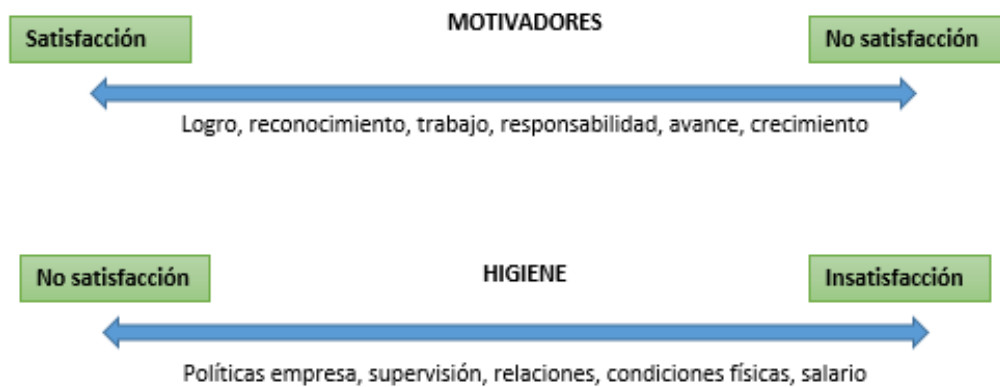 MOTIVADORES
Satisfacción
No satisfacción
Logro, reconocimiento, trabajo, responsabilidad, avance, crecimiento
HIGIENE
No satisfacción
Insatisfacción
Políticas empresa, supervisión, relaciones, condiciones físicas, salario